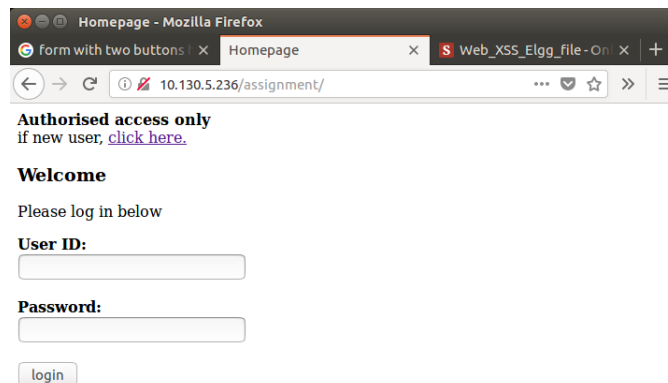 Homepage - Mozilla Firefox
form with two buttons
Homepage
Web_XSS_Elgg_file - Onl
10.130.5.236/assignment/
Authorised access only
if new user, click here.
Welcome
Please log in below
User ID:
Password:
login